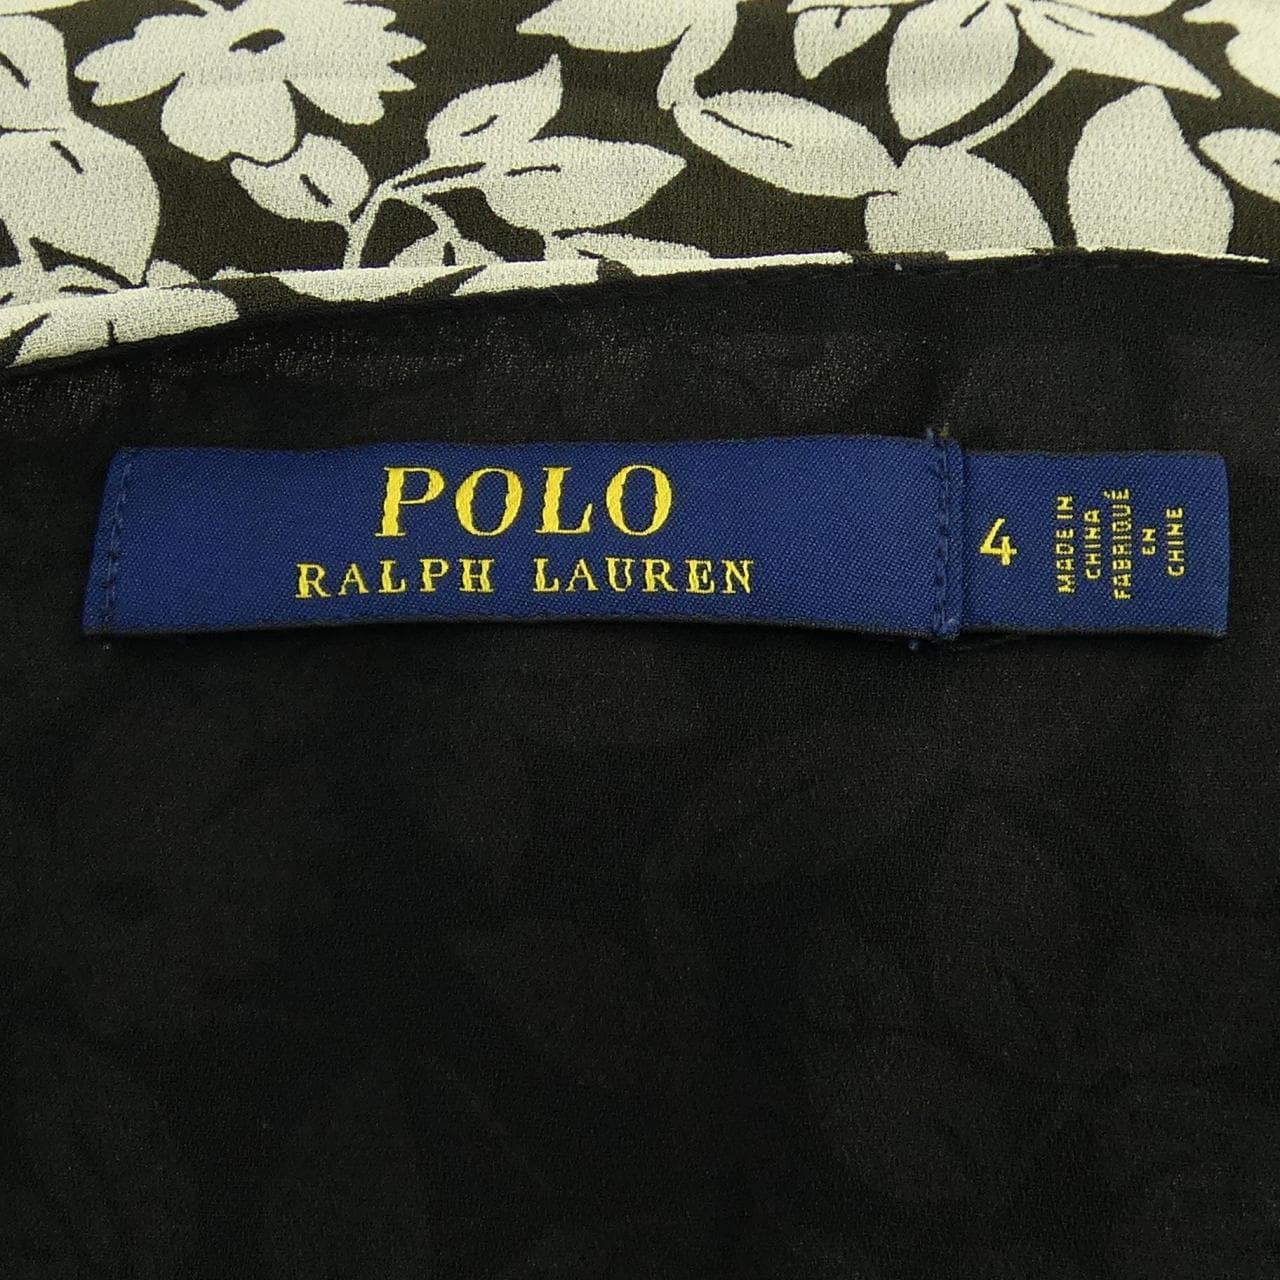 POLO
RALPH LAUREN
4
MADE IN
CHINA
FABRIQUÉ
EN
CHINE